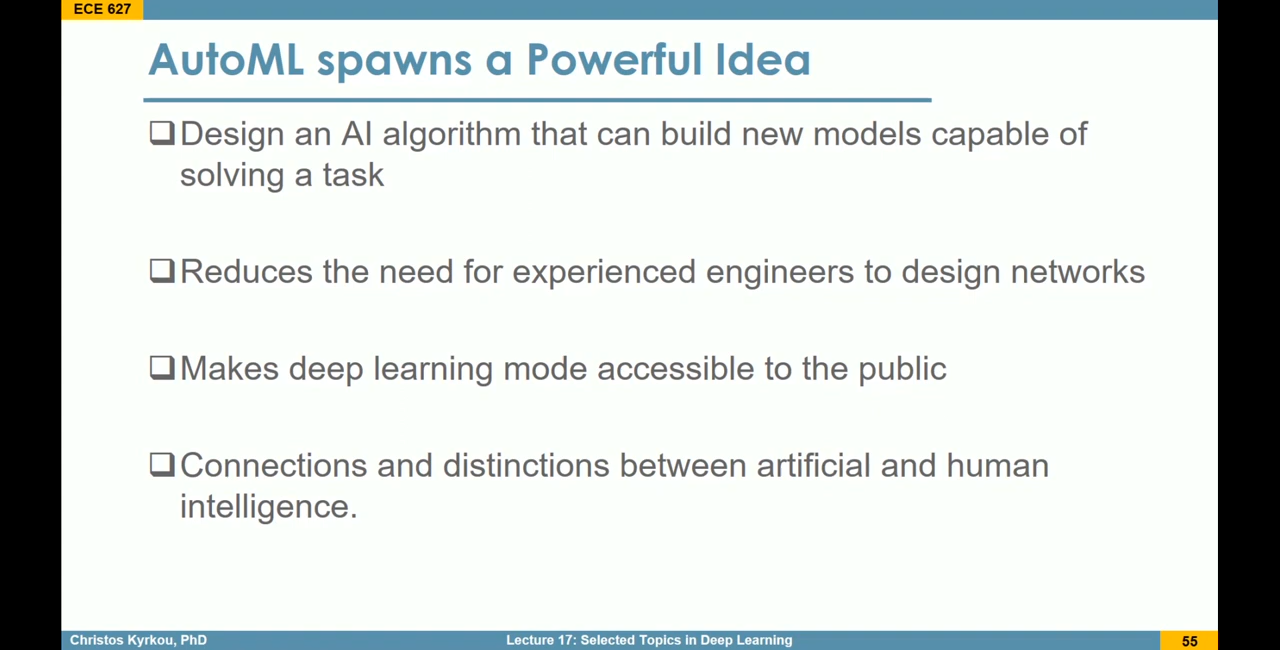 ECE 627
AutoML spawns a Powerful Idea
❑Design an AI algorithm that can build new models capable of
solving a task
❑Reduces the need for experienced engineers to design networks
❑Makes deep learning mode accessible to the public
❑Connections and distinctions between artificial and human
intelligence.
Christos Kyrkou, PhD
Lecture 17: Selected Topics in Deep Learning
55